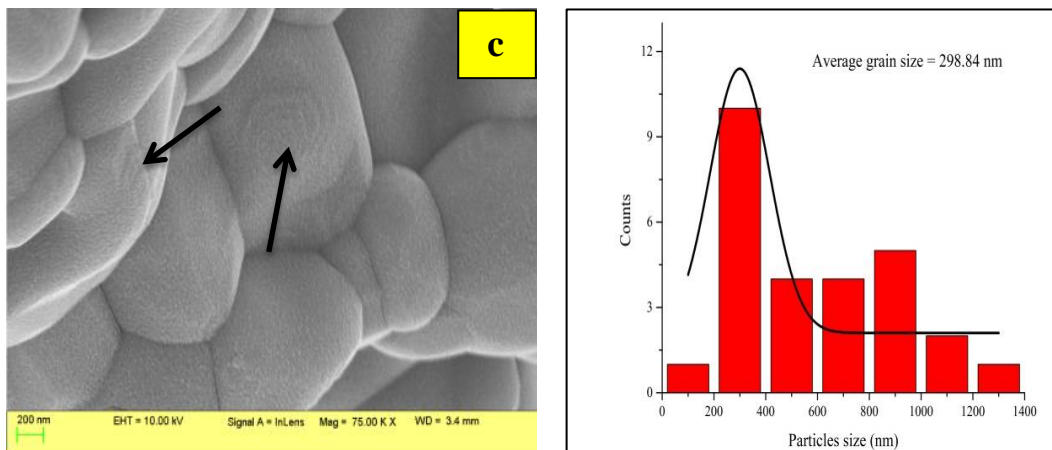 c
200 nm
EHT = 10.00 kV
Signal A = InLens
Mag = 75.00 K X
WD = 3.4 mm
Average grain size = 298.84 nm
Counts
12
9
6
3
0
0 200 400 600 800 1000 1200 1400
Particles size (nm)